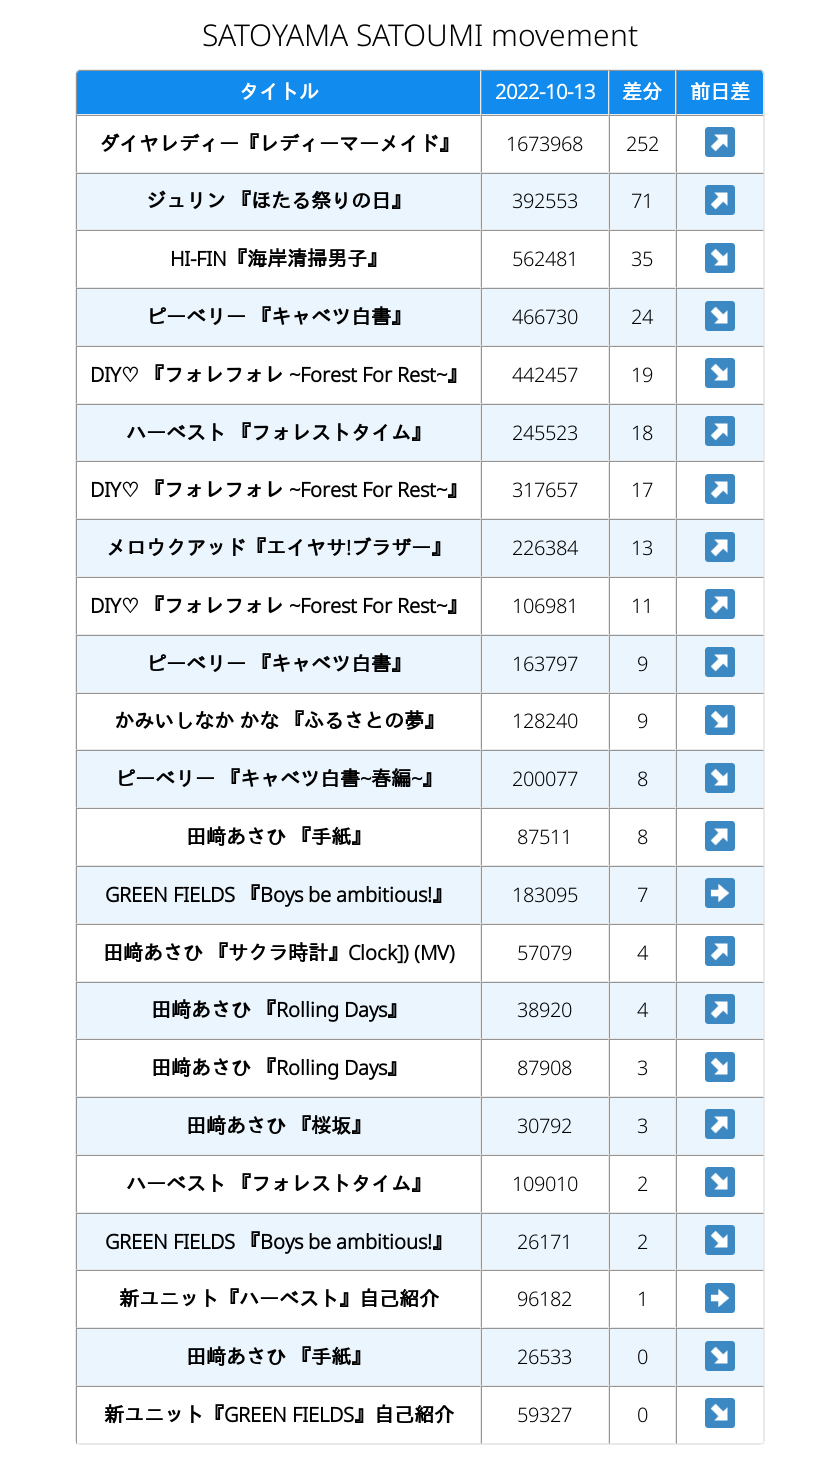 SATOYAMA SATOUMI movement
タイトル 2022-10-13 差分 前日差
ダイヤレディー『レディーマーメイド』 1673968 252 ↗
ジュリン 『ほたる祭りの日』 392553 71 ↗
HI-FIN『海岸清掃男子』 562481 35 ↘
ピーベリー 『キャベツ白書』 466730 24 ↘
DIY♡ 『フォレフォレ ~Forest For Rest~』 442457 19 ↘
ハーベスト 『フォレストタイム』 245523 18 ↗
DIY♡ 『フォレフォレ ~Forest For Rest~』 317657 17 ↗
メロウクアッド『エイヤサ!ブラザー』 226384 13 ↗
DIY♡ 『フォレフォレ ~Forest For Rest~』 106981 11 ↗
ピーベリー 『キャベツ白書』 163797 9 ↗
かみいしなか かな 『ふるさとの夢』 128240 9 ↘
ピーベリー 『キャベツ白書~春編~』 200077 8 ↘
田﨑あさひ 『手紙』 87511 8 ↗
GREEN FIELDS 『Boys be ambitious!』 183095 7 ➡
田﨑あさひ 『サクラ時計』Clock]) (MV) 57079 4 ↗
田﨑あさひ 『Rolling Days』 38920 4 ↗
田﨑あさひ 『Rolling Days』 87908 3 ↘
田﨑あさひ 『桜坂』 30792 3 ↗
ハーベスト 『フォレストタイム』 109010 2 ↘
GREEN FIELDS 『Boys be ambitious!』 26171 2 ↘
新ユニット『ハーベスト』自己紹介 96182 1 ➡
田﨑あさひ 『手紙』 26533 0 ↘
新ユニット『GREEN FIELDS』自己紹介 59327 0 ↘